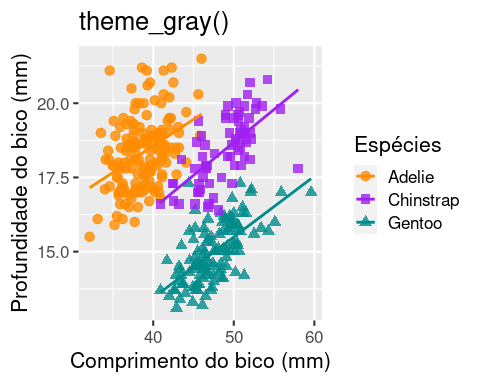 theme_gray()
Profundidade do bico (mm)
20.0
17.5
15.0
40
50
60
Comprimento do bico (mm)
Espécies
Adelie
Chinstrap
Gentoo